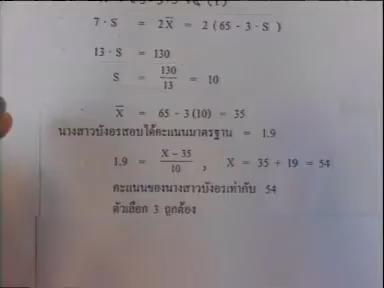 7 · S = 2X̄ = 2 ( 65 - 3 · S )
13 · S = 130
S = 130/13 = 10
X̄ = 65 - 3 (10) = 35
นางสาวบังอรสอบได้คะแนนมาตรฐาน = 1.9
1.9 = X - 35/10 , X = 35 + 19 = 54
คะแนนของนางสาวบังอรเท่ากับ 54
ตัวเลือก 3 ถูกต้อง